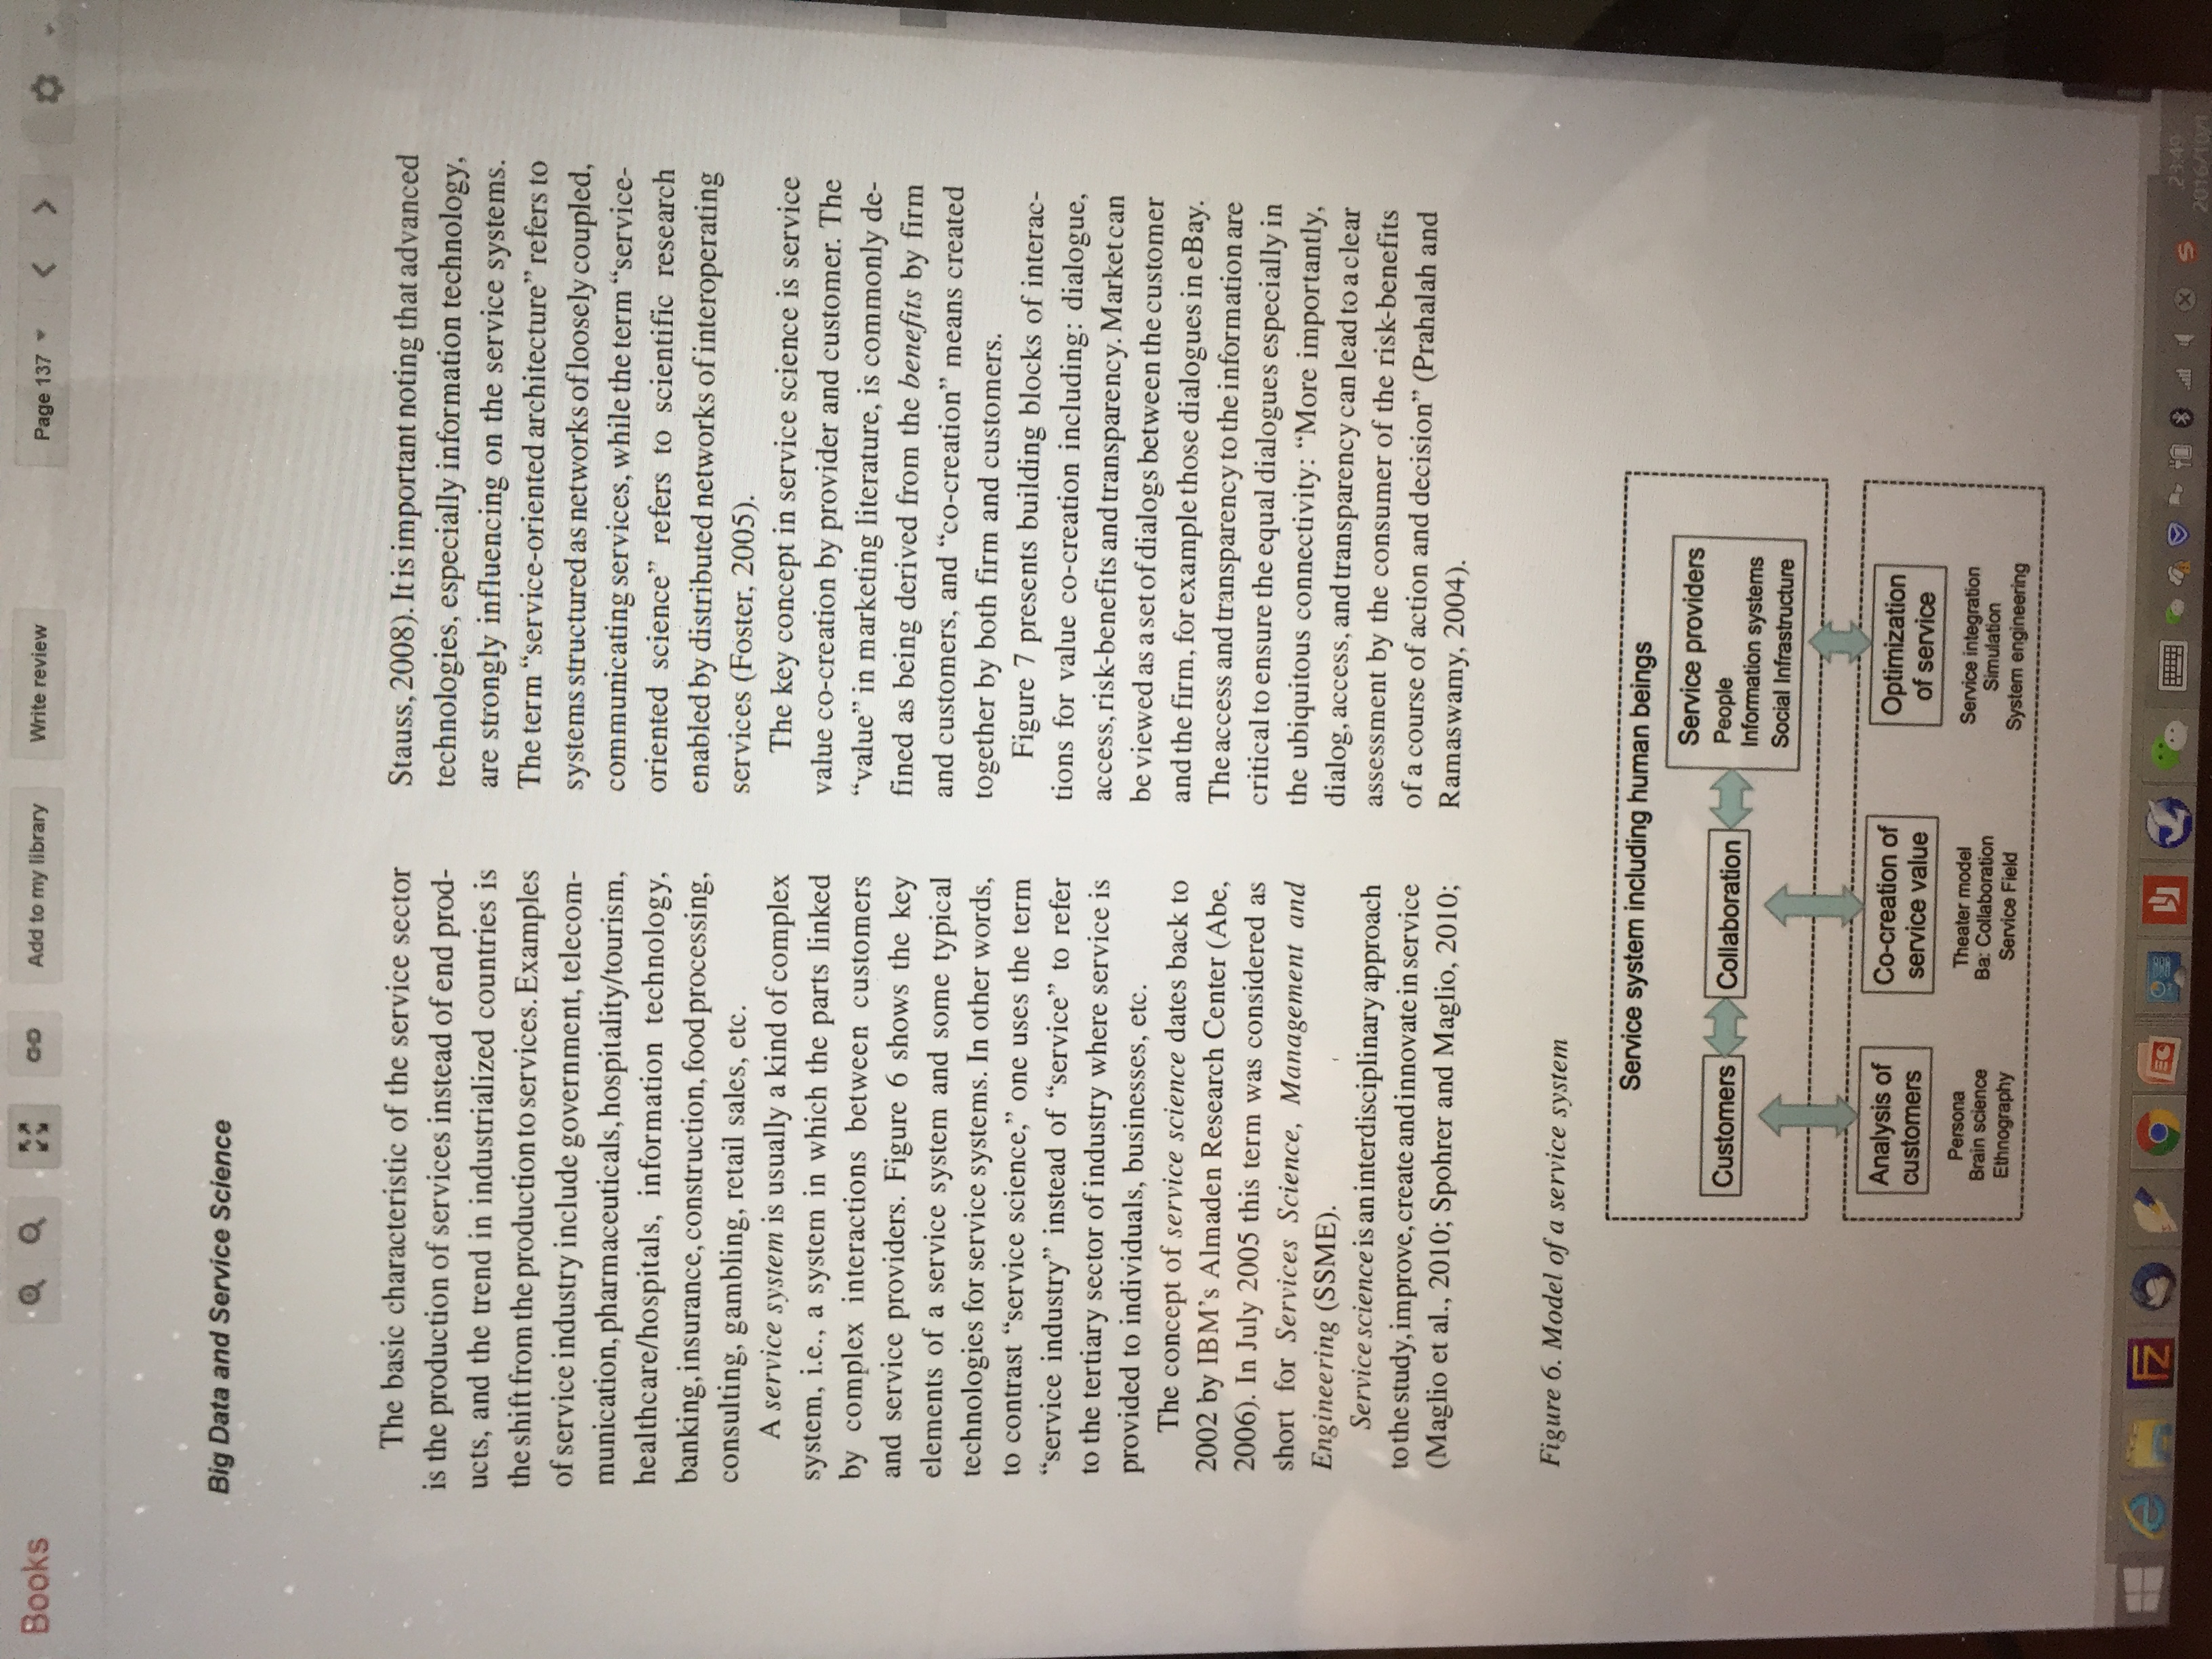 Books
Add to my library
Write review
Page 137
Big Data and Service Science
The basic characteristic of the service sector
is the production of services instead of end prod-
ucts, and the trend in industrialized countries is
the shift from the production to services. Examples
of service industry include government, telecom-
munication, pharmaceuticals, hospitality/tourism,
healthcare/hospitals, information technology,
banking, insurance, construction, food processing,
consulting, gambling, retail sales, etc.
A service system is usually a kind of complex
system, i.e., a system in which the parts linked
by complex interactions between customers
and service providers. Figure 6 shows the key
elements of a service system and some typical
technologies for service systems. In other words,
to contrast “service science,” one uses the term
“service industry” instead of “service” to refer
to the tertiary sector of industry where service is
provided to individuals, businesses, etc.
The concept of service science dates back to
2002 by IBM’s Almaden Research Center (Abe,
2006). In July 2005 this term was considered as
short for Services Science, Management and
Engineering (SSME).
Service science is an interdisciplinary approach
to the study, improve, create and innovate in service
(Maglio et al., 2010; Spohrer and Maglio, 2010;
Stauss, 2008). It is important noting that advanced
technologies, especially information technology,
are strongly influencing on the service systems.
The term “service-oriented architecture” refers to
systems structured as networks of loosely coupled,
communicating services, while the term “service-
oriented science” refers to scientific research
enabled by distributed networks of interoperating
services (Foster, 2005).
The key concept in service science is service
value co-creation by provider and customer. The
“value” in marketing literature, is commonly de-
fined as being derived from the benefits by firm
and customers, and “co-creation” means created
together by both firm and customers.
Figure 7 presents building blocks of interac-
tions for value co-creation including: dialogue,
access, risk-benefits and transparency. Market can
be viewed as a set of dialogs between the customer
and the firm, for example those dialogues in eBay.
The access and transparency to the information are
critical to ensure the equal dialogues especially in
the ubiquitous connectivity: “More importantly,
dialog, access, and transparency can lead to a clear
assessment by the consumer of the risk-benefits
of a course of action and decision” (Prahalah and
Ramaswamy, 2004).
Figure 6. Model of a service system
Service system including human beings
Customers
Collaboration
Service providers
People
Information systems
Social Infrastructure
Analysis of
customers
Persona
Brain science
Ethnography
Co-creation of
service value
Theater model
Ba: Collaboration
Service Field
Optimization
of service
Service integration
Simulation
System engineering
23:49